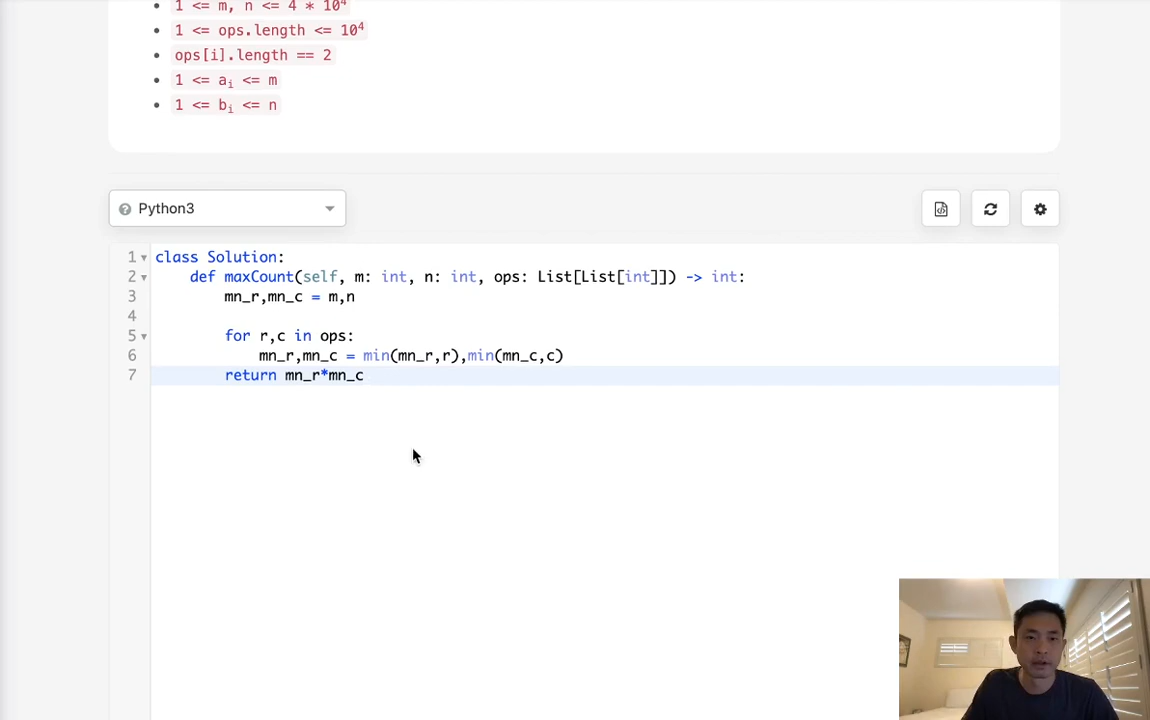 1 <= m, n <= 4 * 10⁴
1 <= ops.length <= 10⁴
ops[i].length == 2
1 <= aᵢ <= m
1 <= bᵢ <= n
Python3
1 class Solution:
2 def maxCount(self, m: int, n: int, ops: List[List[int]]) -> int:
3 mn_r,mn_c = m,n
4
5 for r,c in ops:
6 mn_r,mn_c = min(mn_r,r),min(mn_c,c)
7 return mn_r*mn_c